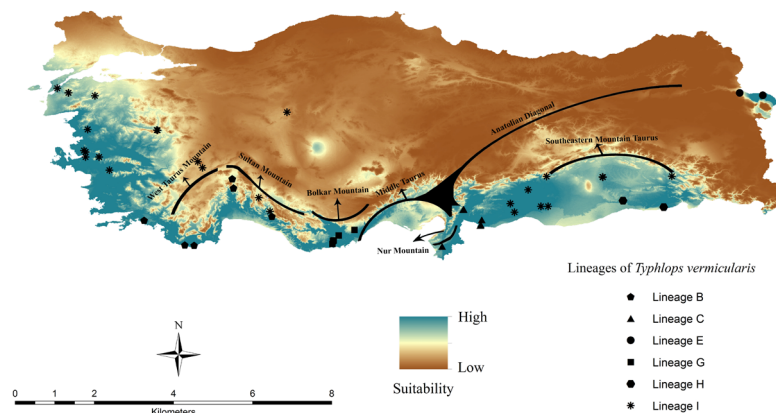 Anatolian Diagonal
Southeastern Mountain Taurus
West Taurus Mountain
Sultan Mountain
Bolkar Mountain
Middle Taurus
Nur Mountain
Lineages of Typhlops vermicularis
Lineage B
Lineage C
Lineage E
Lineage G
Lineage H
Lineage I
High
Low
Suitability
N
0 2 4 6 8
Kilometers